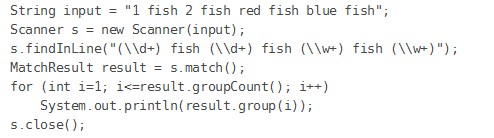 String input = "1 fish 2 fish red fish blue fish";
Scanner s = new Scanner(input);
s.findInLine("(\\d+) fish (\\d+) fish (\\w+) fish (\\w+)");
MatchResult result = s.match();
for (int i=1; i<=result.groupCount(); i++)
    System.out.println(result.group(i));
s.close();